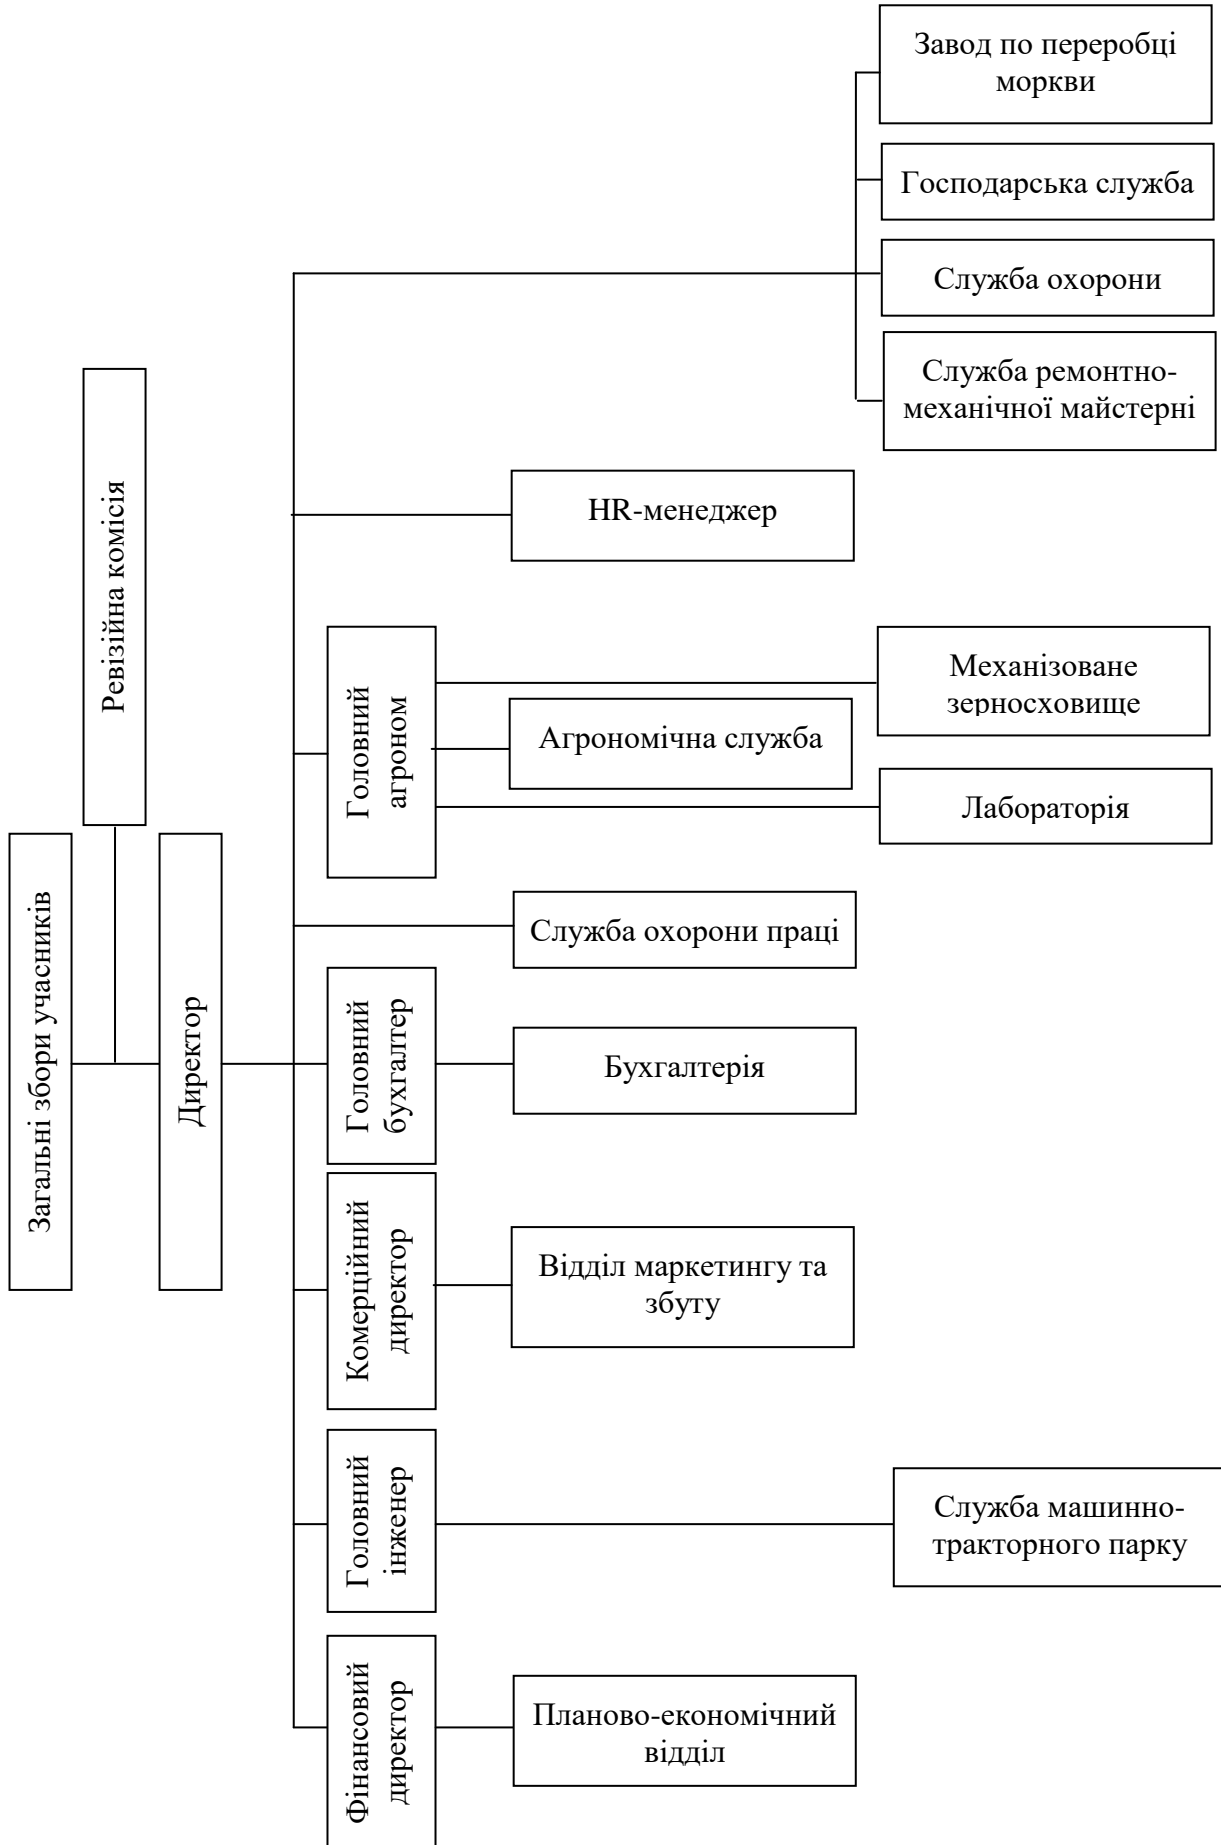 Завод по переробці
моркви
Господарська служба
Служба охорони
Служба ремонтно-
механічної майстерні
Ревізійна комісія
HR-менеджер
Головний
агроном
Механізоване
зерносховище
Агрономічна служба
Лабораторія
Загальні збори учасників
Директор
Служба охорони праці
Головний
бухгалтер
Бухгалтерія
Комерційний
директор
Відділ маркетингу та
збуту
Головний
інженер
Служба машинно-
тракторного парку
Фінансовий
директор
Планово-економічний
відділ